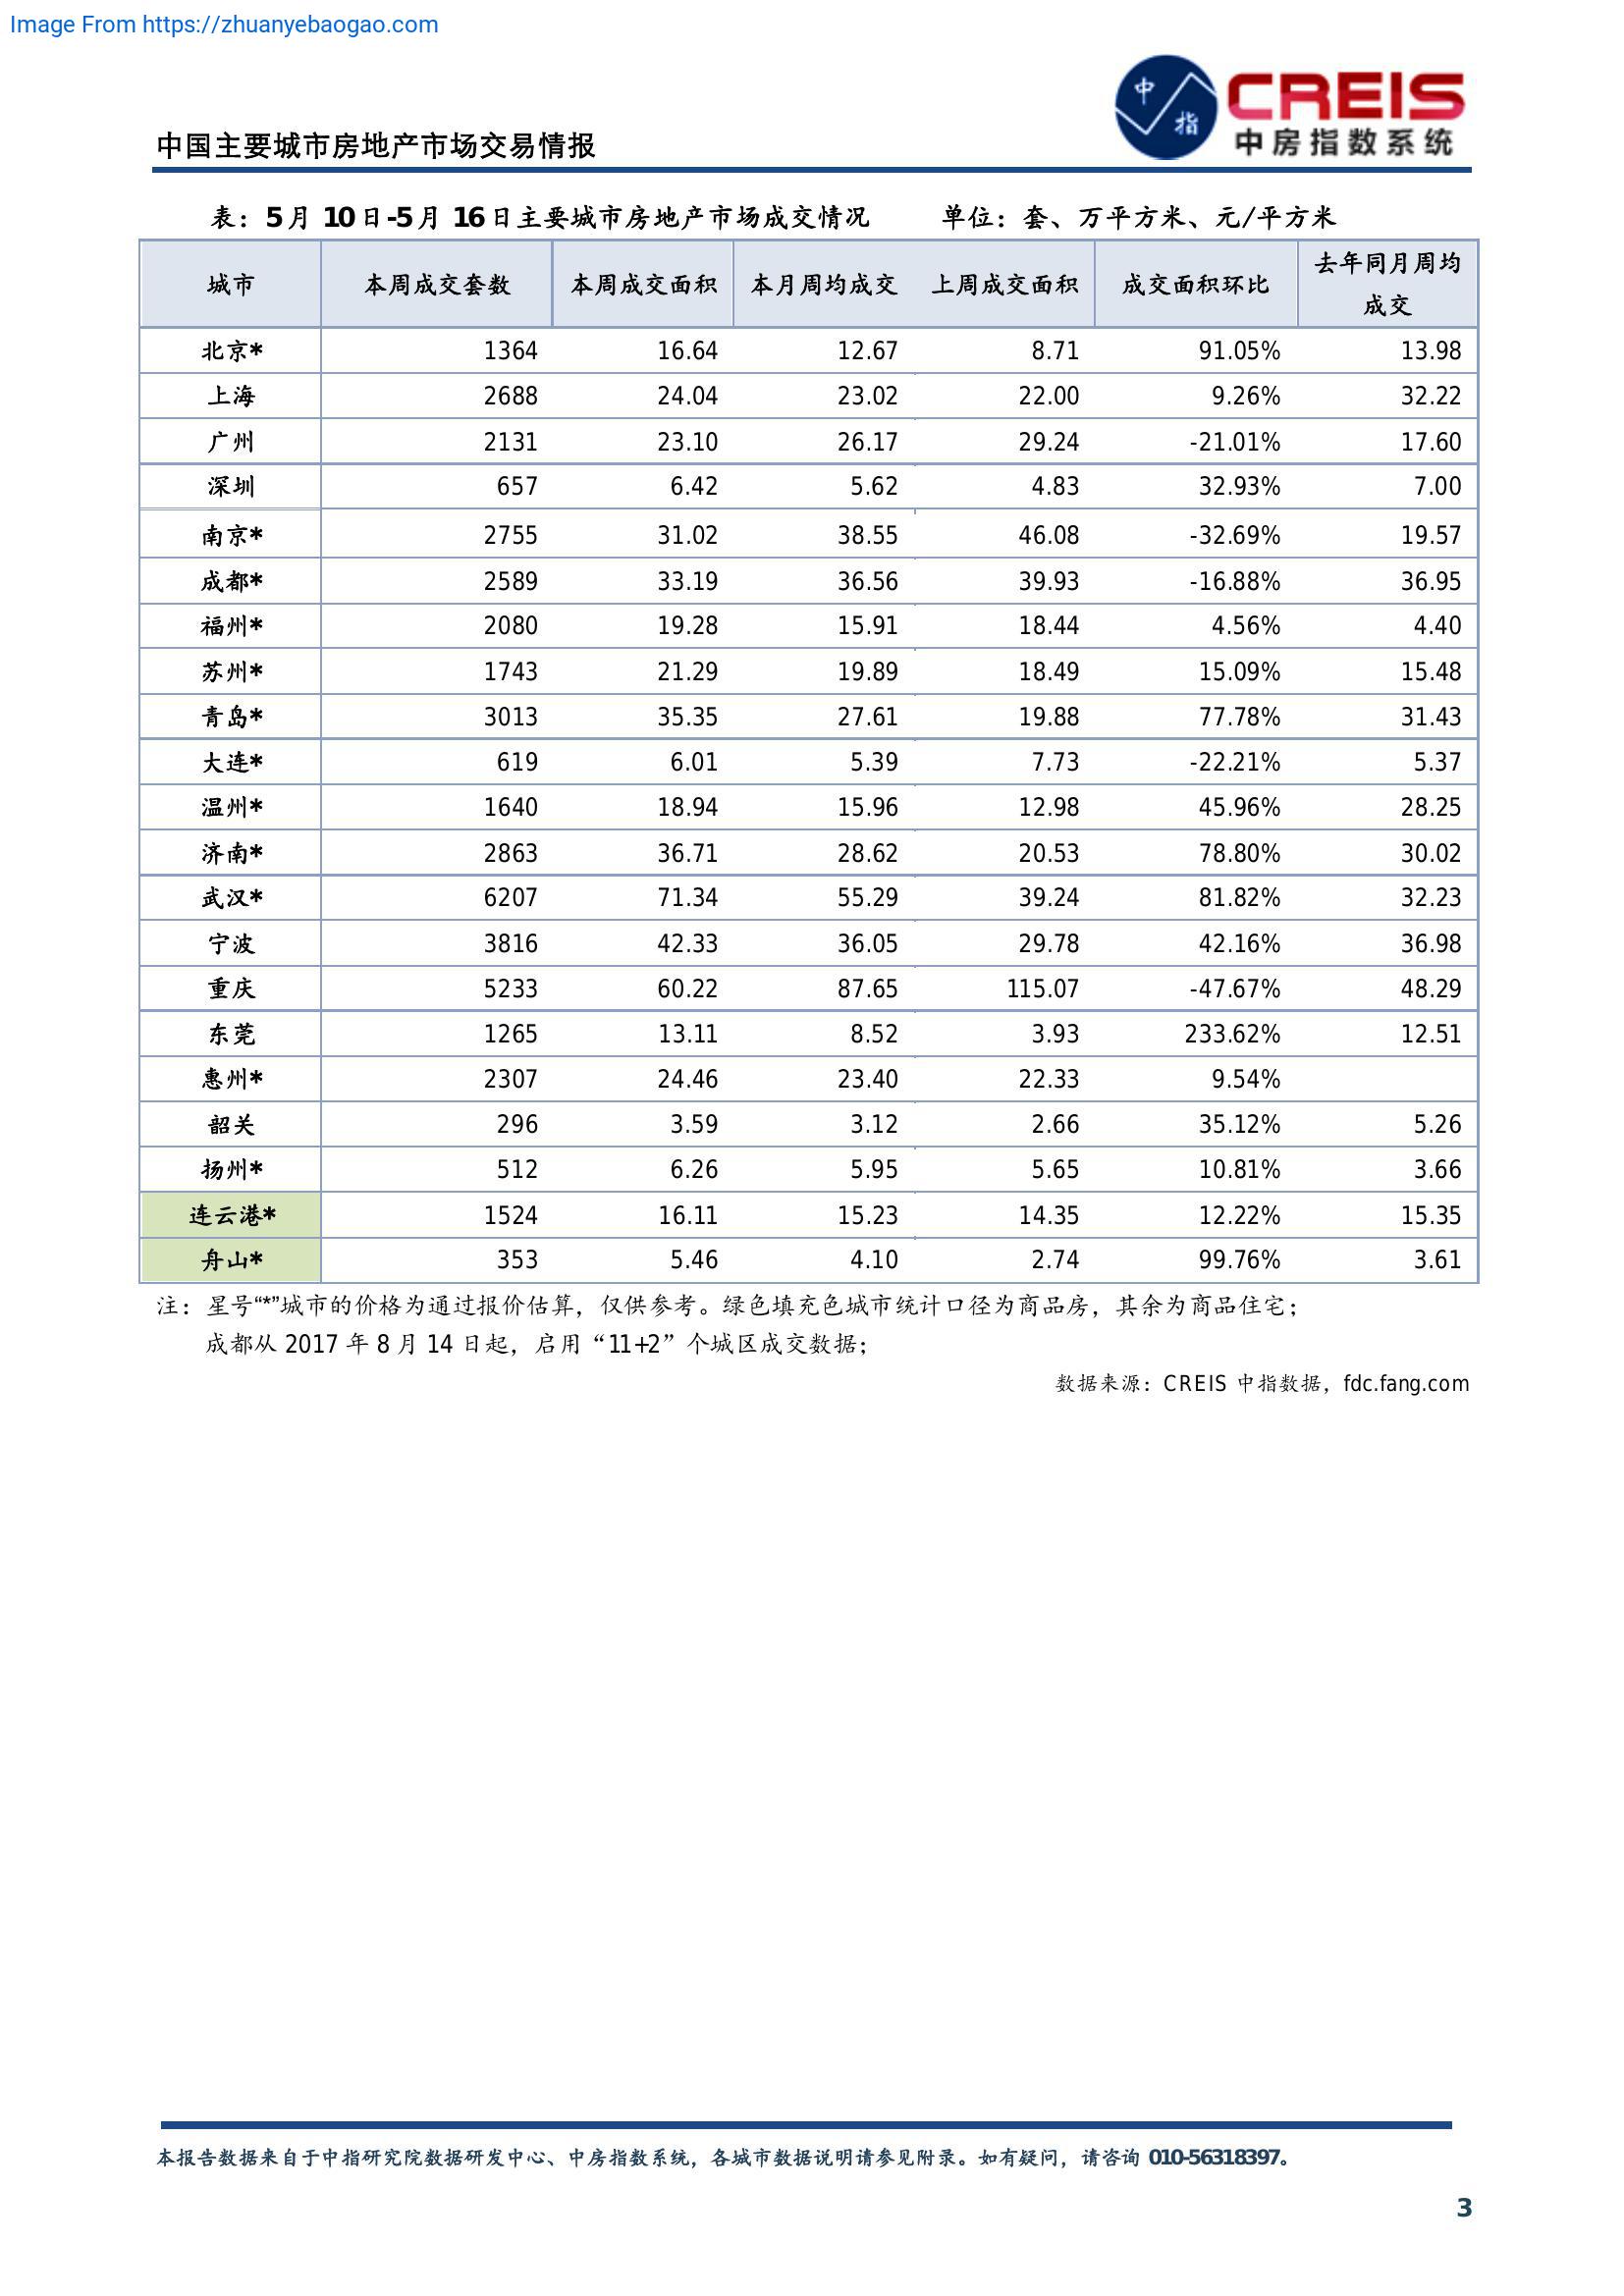 Image From https://zhuanyebaogao.com
中 指
CREIS
中房指数系统
中国主要城市房地产市场交易情报
表：5月10日-5月16日主要城市房地产市场成交情况 单位：套、万平方米、元/平方米
城市 本周成交套数 本周成交面积 本月周均成交 上周成交面积 成交面积环比 去年同月周均
成交
北京* 1364 16.64 12.67 8.71 91.05% 13.98
上海 2688 24.04 23.02 22.00 9.26% 32.22
广州 2131 23.10 26.17 29.24 -21.01% 17.60
深圳 657 6.42 5.62 4.83 32.93% 7.00
南京* 2755 31.02 38.55 46.08 -32.69% 19.57
成都* 2589 33.19 36.56 39.93 -16.88% 36.95
福州* 2080 19.28 15.91 18.44 4.56% 4.40
苏州* 1743 21.29 19.89 18.49 15.09% 15.48
青岛* 3013 35.35 27.61 19.88 77.78% 31.43
大连* 619 6.01 5.39 7.73 -22.21% 5.37
温州* 1640 18.94 15.96 12.98 45.96% 28.25
济南* 2863 36.71 28.62 20.53 78.80% 30.02
武汉* 6207 71.34 55.29 39.24 81.82% 32.23
宁波 3816 42.33 36.05 29.78 42.16% 36.98
重庆 5233 60.22 87.65 115.07 -47.67% 48.29
东莞 1265 13.11 8.52 3.93 233.62% 12.51
惠州* 2307 24.46 23.40 22.33 9.54%
韶关 296 3.59 3.12 2.66 35.12% 5.26
扬州* 512 6.26 5.95 5.65 10.81% 3.66
连云港* 1524 16.11 15.23 14.35 12.22% 15.35
舟山* 353 5.46 4.10 2.74 99.76% 3.61
注：星号“*”城市的价格为通过报价估算，仅供参考。绿色填充色城市统计口径为商品房，其余为商品住宅；
成都从 2017 年 8 月 14 日起，启用“11+2”个城区成交数据；
数据来源：CREIS 中指数据，fdc.fang.com
本报告数据来自于中指研究院数据研发中心、中房指数系统，各城市数据说明请参见附录。如有疑问，请咨询 010-56318397。
3